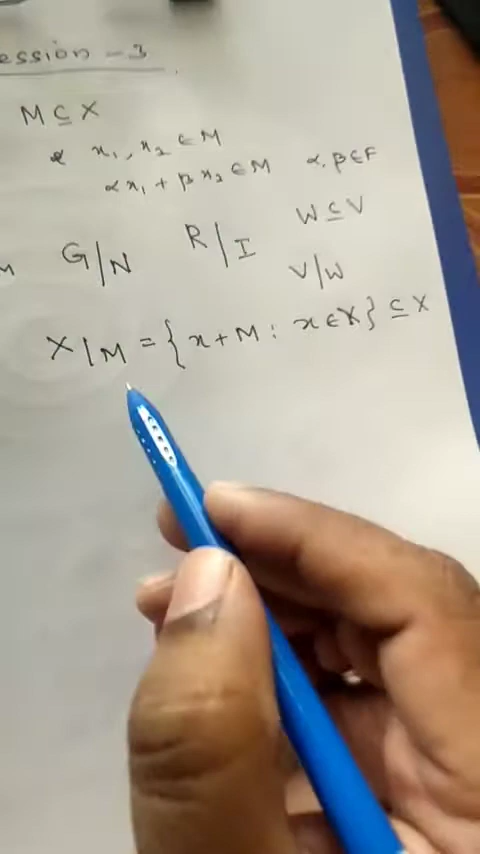 ession - 3
M ⊆ X
x₁, x₂ ∈ M
αx₁ + βx₂ ∈ M α, β ∈ F
G/N R/I W ⊆ V
V/W
X/M = {x+M : x∈X} ⊆ X